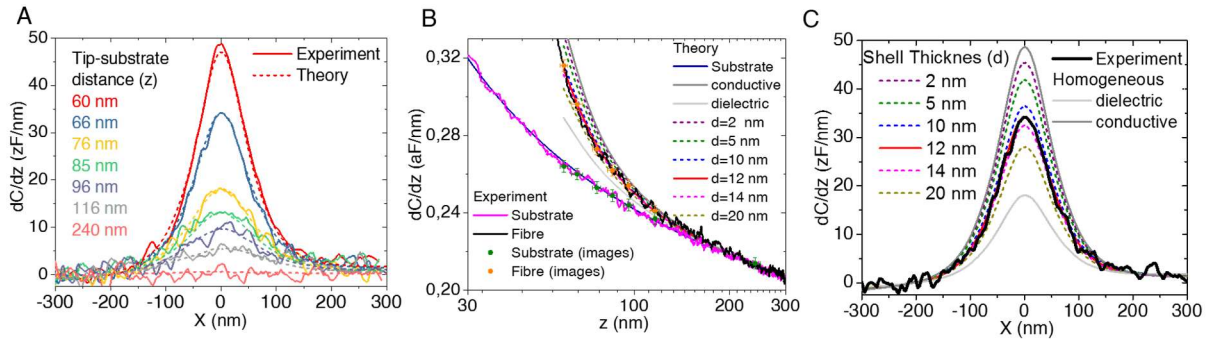 A
dC/dz (zF/nm)
50
40
30
20
10
0
Tip-substrate
distance (z)
60 nm
66 nm
76 nm
85 nm
96 nm
116 nm
240 nm
Experiment
Theory
-300 -200 -100 0 100 200 300
X (nm)
B
dC/dz (aF/nm)
0,32
0,28
0,24
0,20
Theory
Substrate
conductive
dielectric
d=2 nm
d=5 nm
d=10 nm
d=12 nm
d=14 nm
d=20 nm
Experiment
Substrate
Fibre
Substrate (images)
Fibre (images)
30 100 300
z (nm)
C
dC/dz (zF/nm)
50
40
30
20
10
0
Shell Thicknes (d)
2 nm
5 nm
10 nm
12 nm
14 nm
20 nm
Experiment
Homogeneous
dielectric
conductive
-300 -200 -100 0 100 200 300
X (nm)